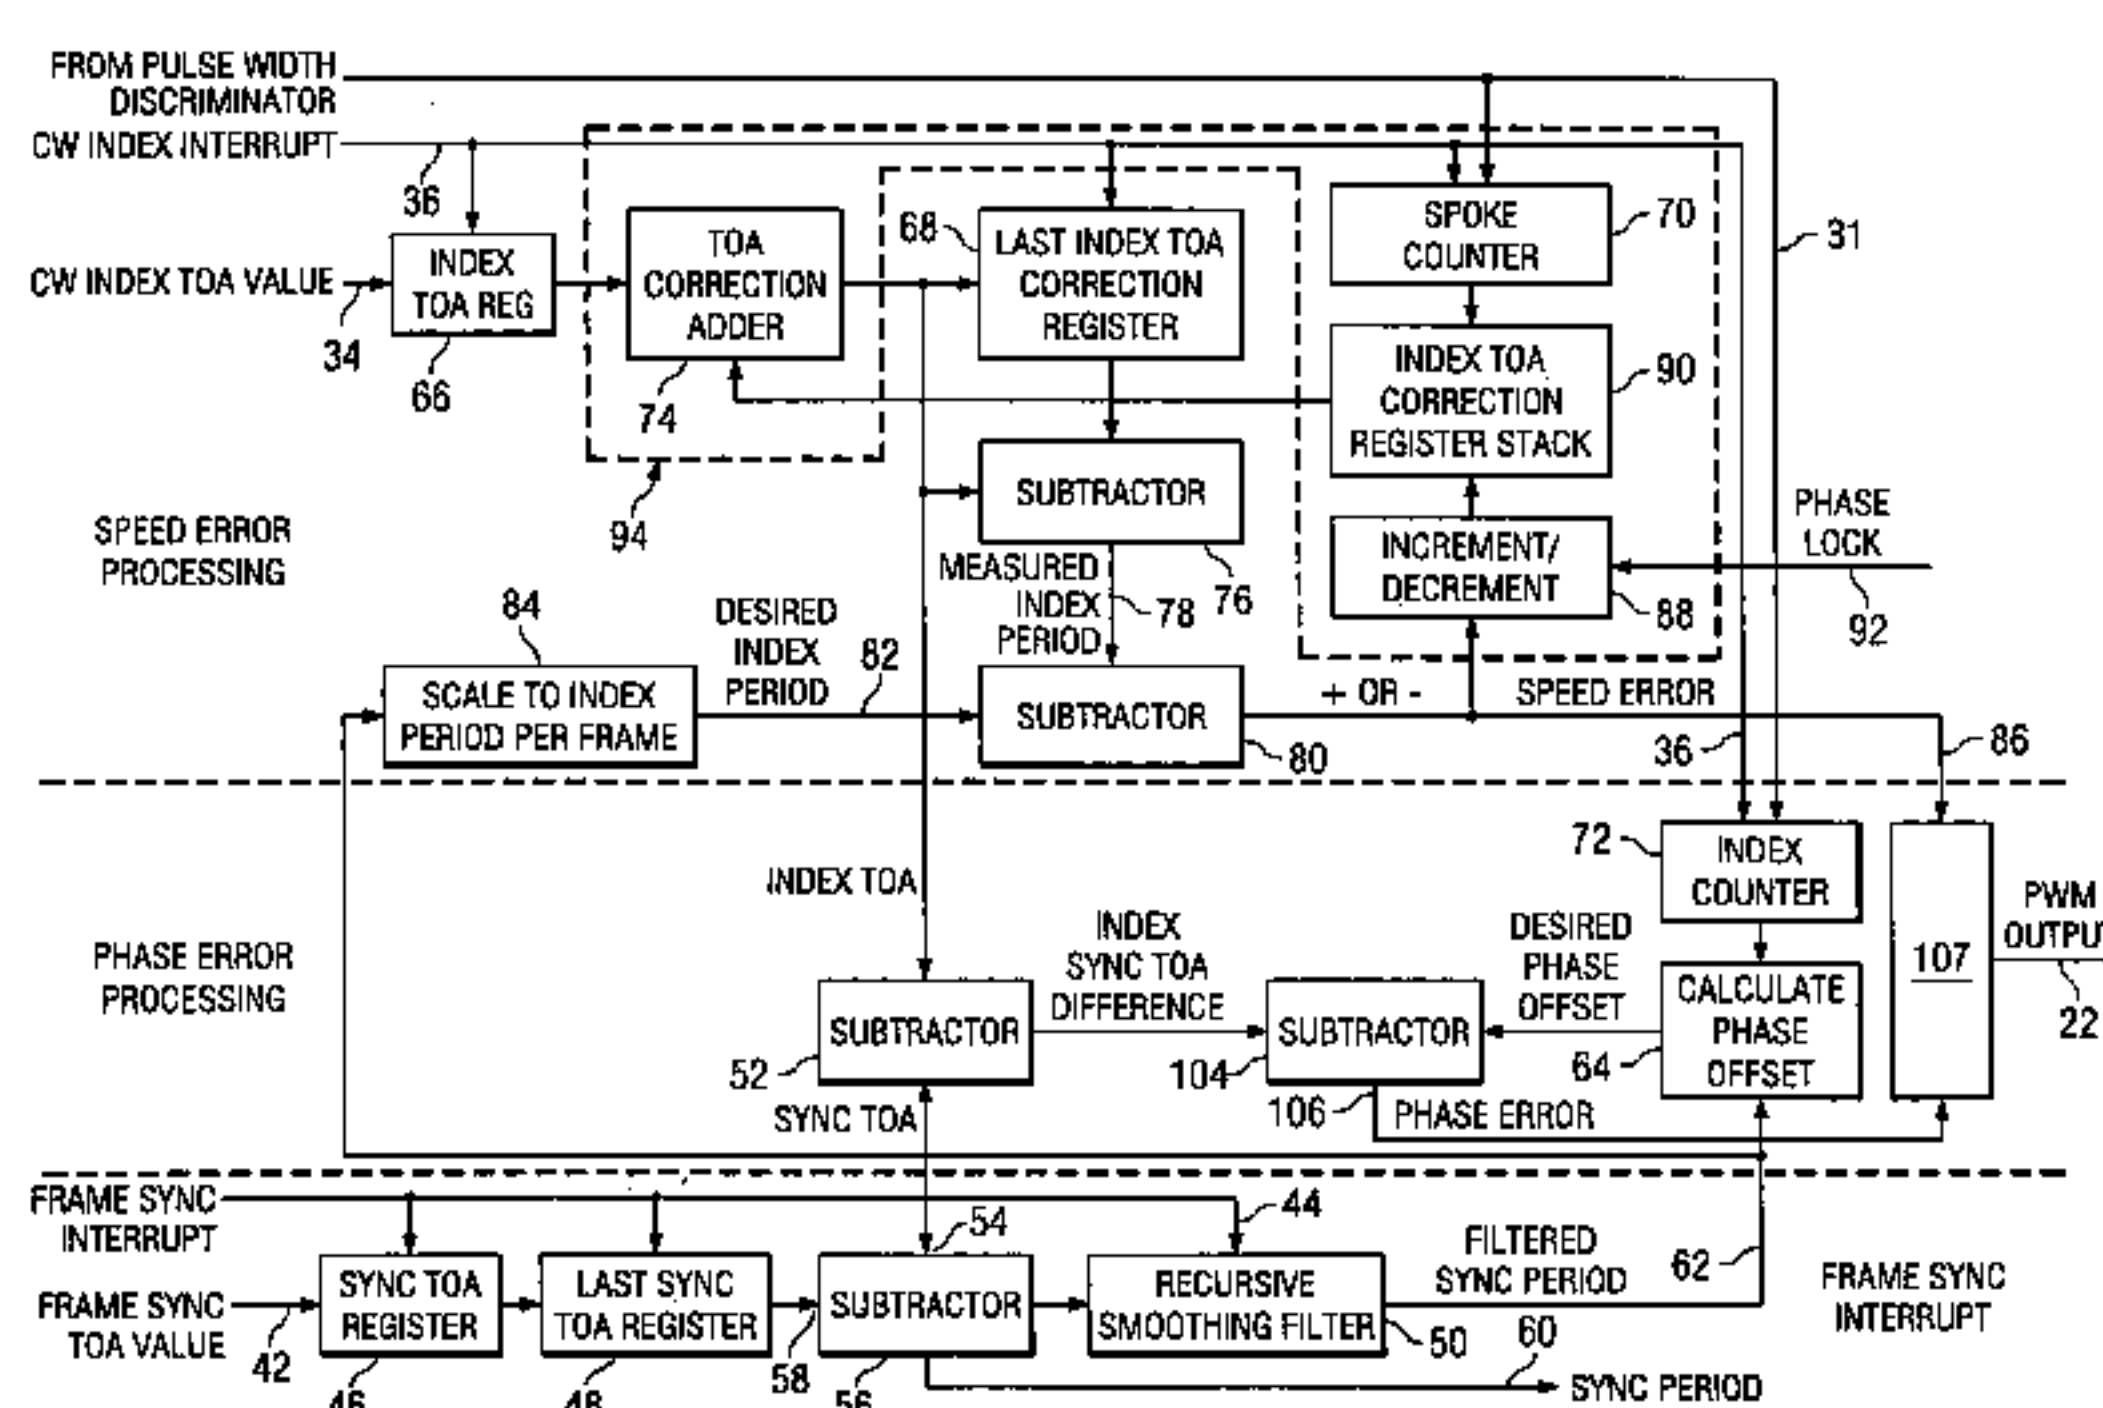 FROM PULSE WIDTH
DISCRIMINATOR
CW INDEX INTERRUPT
36
CW INDEX TOA VALUE
34
INDEX
TOA REG
66
TOA
CORRECTION
ADDER
74
94
68
LAST INDEX TOA
CORRECTION
REGISTER
SPOKE
COUNTER
70
31
INDEX TOA
CORRECTION
REGISTER STACK
90
SUBTRACTOR
76
INCREMENT/
DECREMENT
88
PHASE
LOCK
92
SPEED ERROR
PROCESSING
MEASURED
INDEX
PERIOD
78
84
SCALE TO INDEX
PERIOD PER FRAME
DESIRED
INDEX
PERIOD
82
SUBTRACTOR
80
+ OR -
SPEED ERROR
36
86
INDEX TOA
72
INDEX
COUNTER
107
PWM
OUTPU
22
PHASE ERROR
PROCESSING
SUBTRACTOR
52
INDEX
SYNC TOA
DIFFERENCE
SUBTRACTOR
104
DESIRED
PHASE
OFFSET
CALCULATE
PHASE
OFFSET
64
SYNC TOA
106
PHASE ERROR
FRAME SYNC
INTERRUPT
FRAME SYNC
TOA VALUE
42
SYNC TOA
REGISTER
46
LAST SYNC
TOA REGISTER
48
58
54
SUBTRACTOR
56
44
RECURSIVE
SMOOTHING FILTER
50
FILTERED
SYNC PERIOD
62
60
SYNC PERIOD
FRAME SYNC
INTERRUPT